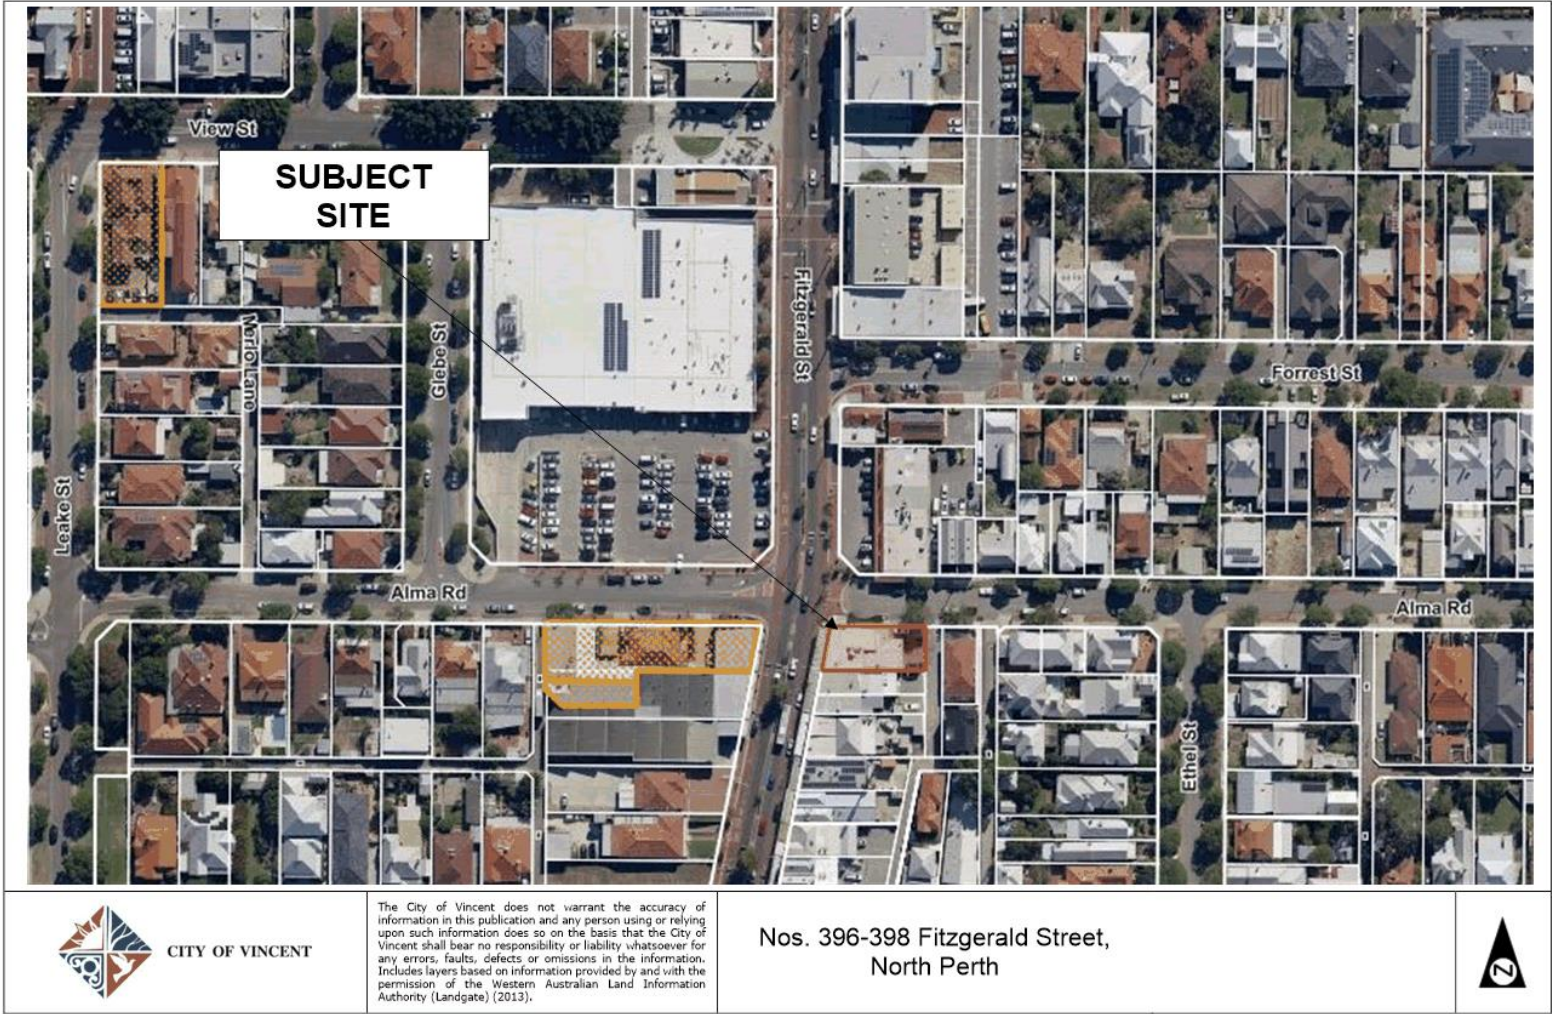 View St
SUBJECT
SITE
Fitzgerald St
Glebe St
Morio Lane
Forrest St
Leake St
Alma Rd
Alma Rd
Ethel St
CITY OF VINCENT
The City of Vincent does not warrant the accuracy of
information in this publication and any person using or relying
upon such information does so on the basis that the City of
Vincent shall bear no responsibility or liability whatsoever for
any errors, faults, defects or omissions in the information.
Includes layers based on information provided by and with the
permission of the Western Australian Land Information
Authority (Landgate) (2013).
Nos. 396-398 Fitzgerald Street,
North Perth
N